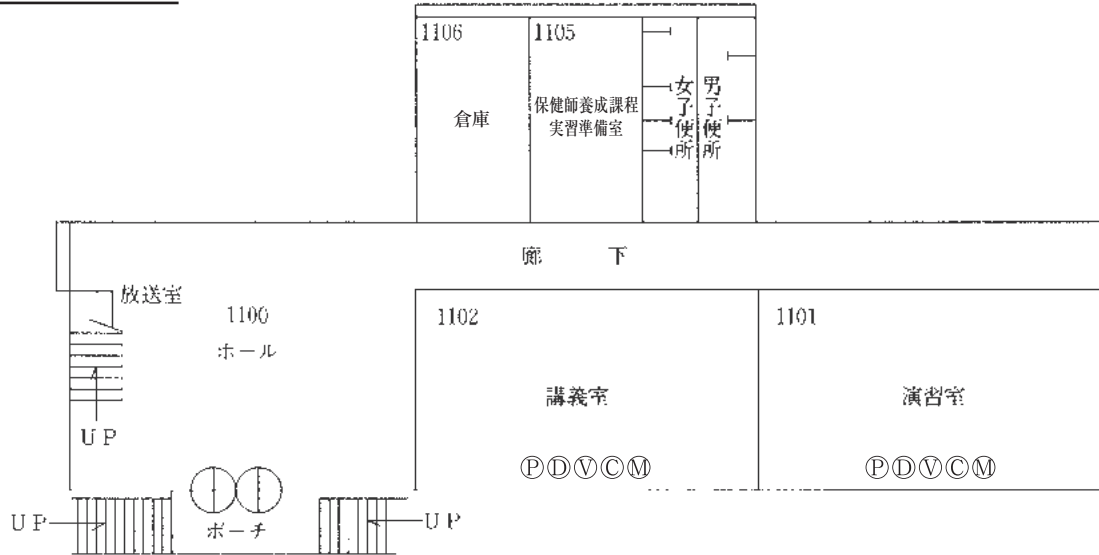 1106
倉庫
1105
保健師養成課程
実習準備室
女子便所
男子便所
廊下
放送室
1100
ホール
UP
1102
講義室
ⓅⒹⓋⒸⓂ
1101
演習室
ⓅⒹⓋⒸⓂ
UP
ポーチ
UP